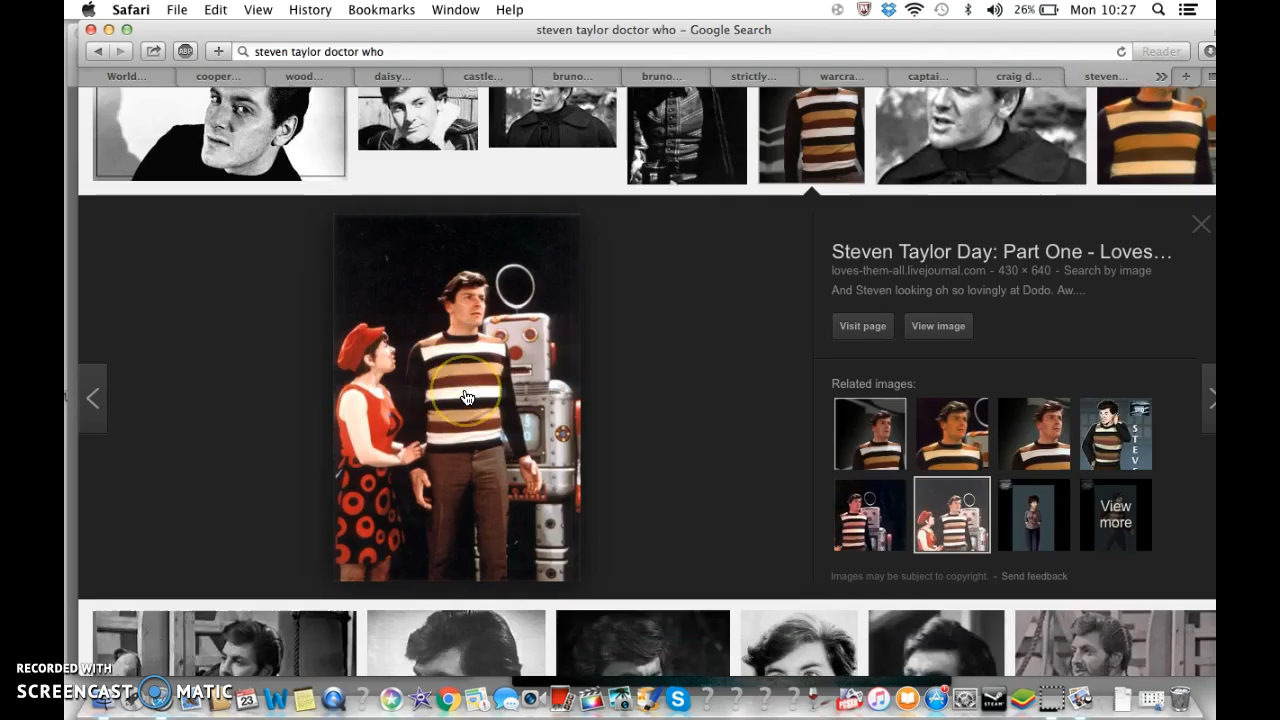 Safari File Edit View History Bookmarks Window Help 26% Mon 10:27
steven taylor doctor who – Google Search
ABP steven taylor doctor who Reader
World... cooper... wood... daisy... castle... bruno... bruno... strictly... warcra... captai... craig d... steven...
Steven Taylor Day: Part One - Loves...
loves-them-all.livejournal.com - 430 × 640 - Search by image
And Steven looking oh so lovingly at Dodo. Aw....
Visit page View image
Related images:
STEVE
View more
Images may be subject to copyright. - Send feedback
RECORDED WITH
SCREENCAST MATIC
23
STEAM